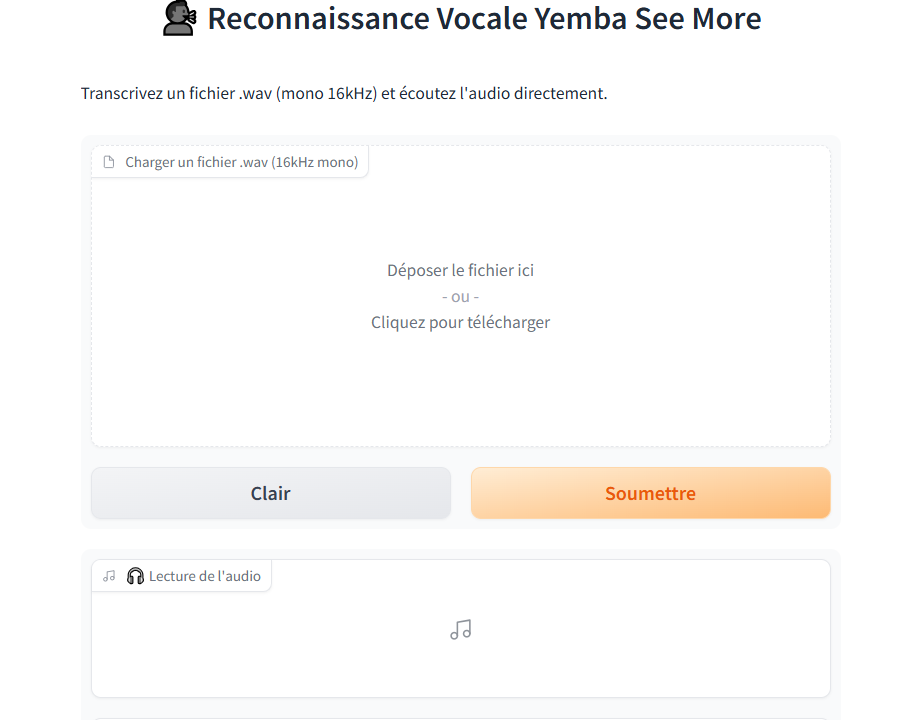 Reconnaissance Vocale Yemba See More
Transcrivez un fichier .wav (mono 16kHz) et écoutez l'audio directement.
Charger un fichier .wav (16kHz mono)
Déposer le fichier ici
- ou -
Cliquez pour télécharger
Clair
Soumettre
Lecture de l'audio